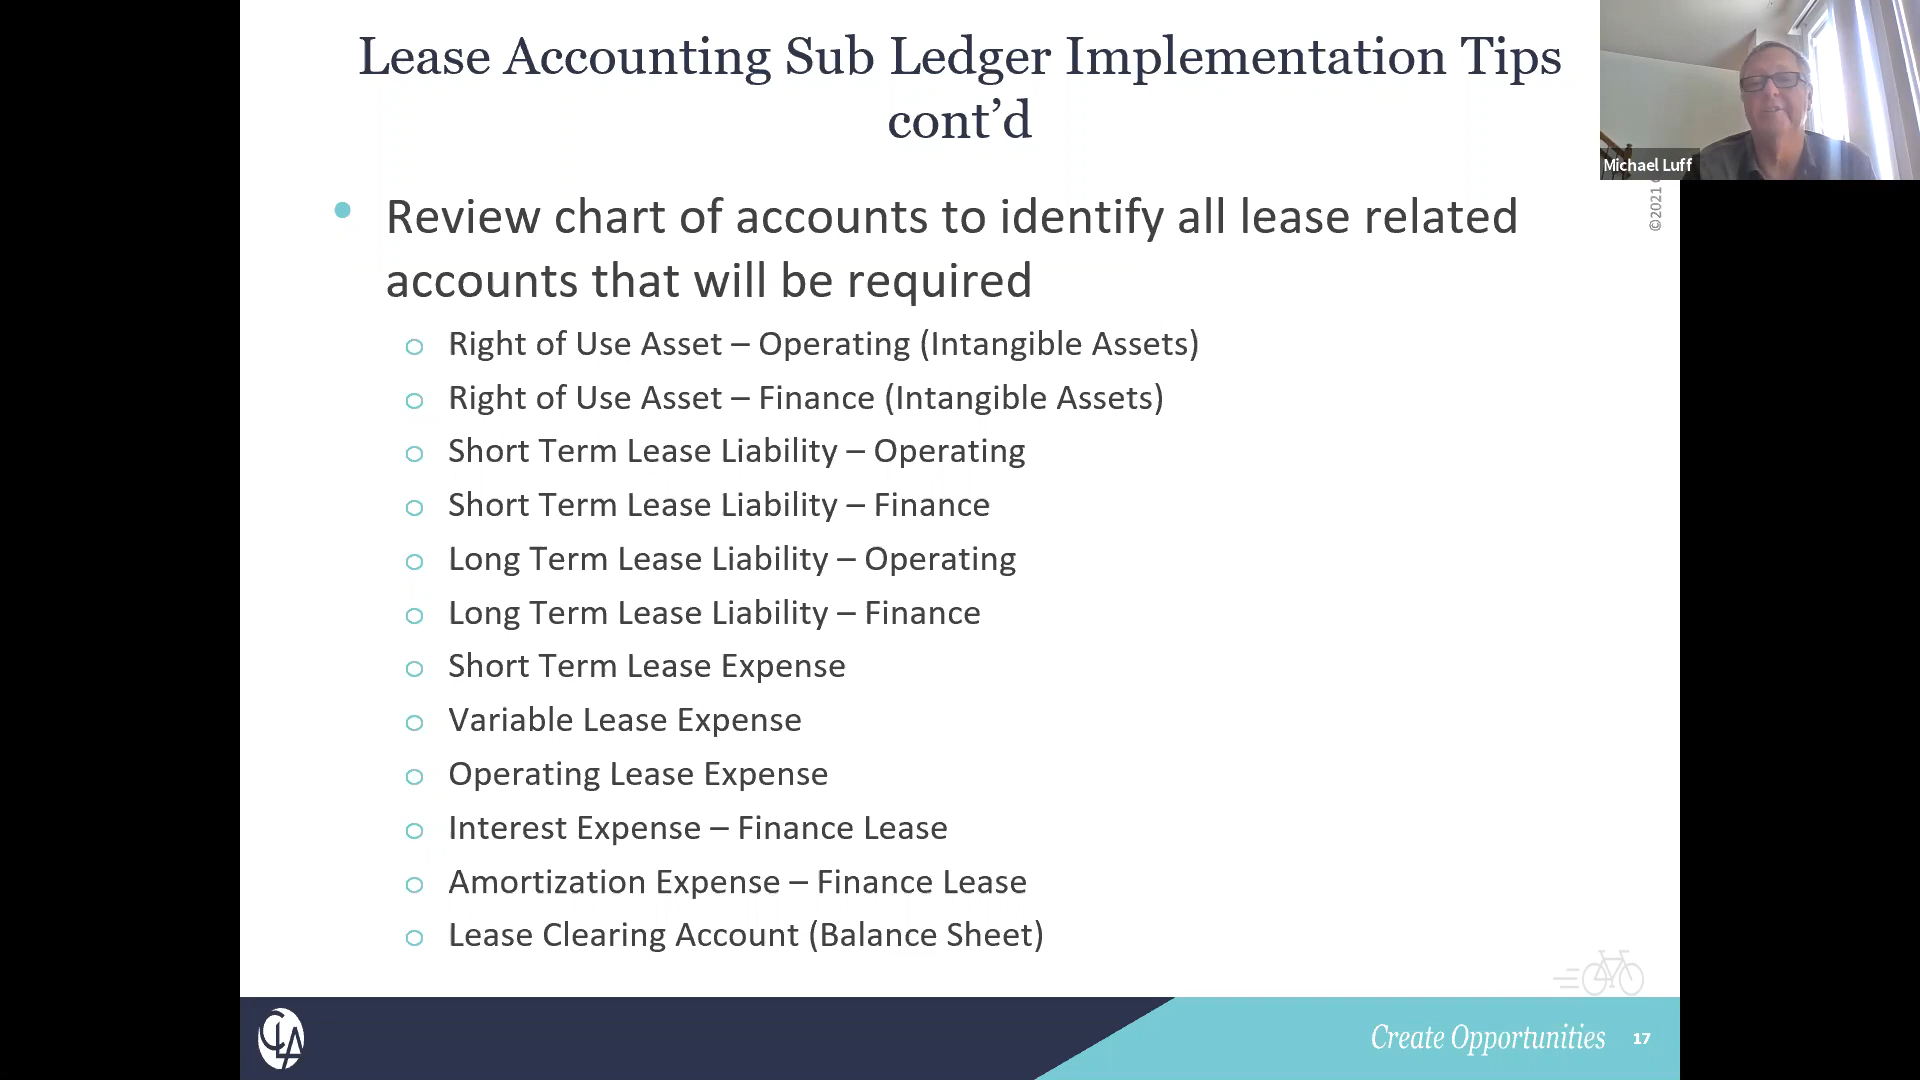 Lease Accounting Sub Ledger Implementation Tips
cont’d
Michael Luff
©2021
• Review chart of accounts to identify all lease related
accounts that will be required
o Right of Use Asset – Operating (Intangible Assets)
o Right of Use Asset – Finance (Intangible Assets)
o Short Term Lease Liability – Operating
o Short Term Lease Liability – Finance
o Long Term Lease Liability – Operating
o Long Term Lease Liability – Finance
o Short Term Lease Expense
o Variable Lease Expense
o Operating Lease Expense
o Interest Expense – Finance Lease
o Amortization Expense – Finance Lease
o Lease Clearing Account (Balance Sheet)
CLA
Create Opportunities 17